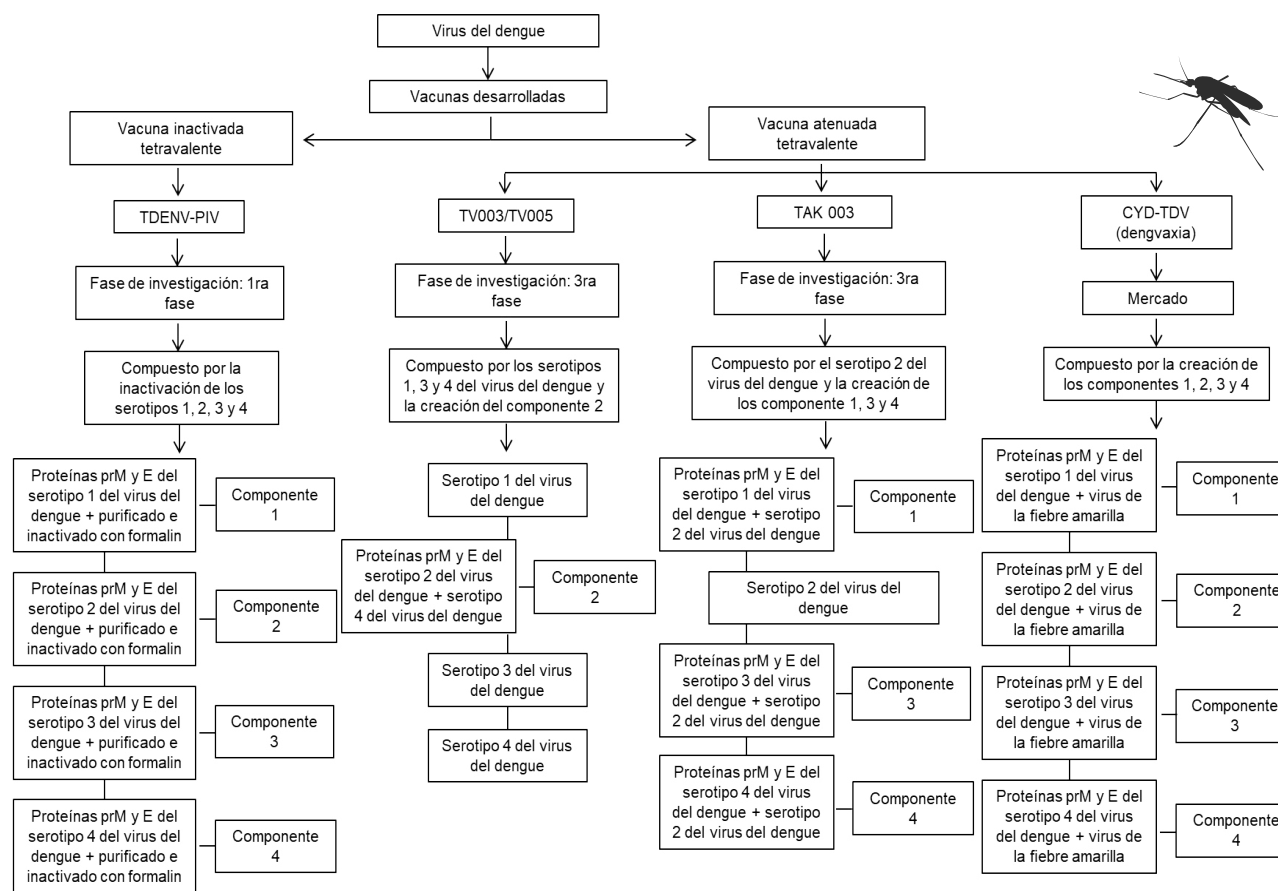 Virus del dengue
Vacunas desarrolladas
Vacuna inactivada
tetravalente
Vacuna atenuada
tetravalente
TDENV-PIV
TV003/TV005
TAK 003
CYD-TDV
(dengvaxia)
Fase de investigación: 1ra
fase
Fase de investigación: 3ra
fase
Fase de investigación: 3ra
fase
Mercado
Compuesto por la
inactivación de los
serotipos 1, 2, 3 y 4
Compuesto por los serotipos
1, 3 y 4 del virus del dengue y
la creación del componente 2
Compuesto por el serotipo 2 del
virus del dengue y la creación de
los componente 1, 3 y 4
Compuesto por la creación de
los componentes 1, 2, 3 y 4
Proteínas prM y E del
serotipo 1 del virus del
dengue + purificado e
inactivado con formalin
Componente
1
Proteínas prM y E del
serotipo 2 del virus del
dengue + purificado e
inactivado con formalin
Componente
2
Proteínas prM y E del
serotipo 3 del virus del
dengue + purificado e
inactivado con formalin
Componente
3
Proteínas prM y E del
serotipo 4 del virus del
dengue + purificado e
inactivado con formalin
Componente
4
Serotipo 1 del virus
del dengue
Proteínas prM y E del
serotipo 2 del virus
del dengue + serotipo
4 del virus del dengue
Componente
2
Serotipo 3 del virus
del dengue
Serotipo 4 del virus
del dengue
Proteínas prM y E del
serotipo 1 del virus
del dengue + serotipo
2 del virus del dengue
Componente
1
Serotipo 2 del virus del
dengue
Proteínas prM y E del
serotipo 3 del virus
del dengue + serotipo
2 del virus del dengue
Componente
3
Proteínas prM y E del
serotipo 4 del virus
del dengue + serotipo
2 del virus del dengue
Componente
4
Proteínas prM y E del
serotipo 1 del virus
del dengue + virus de
la fiebre amarilla
Componente
1
Proteínas prM y E del
serotipo 2 del virus
del dengue + virus de
la fiebre amarilla
Componente
2
Proteínas prM y E del
serotipo 3 del virus
del dengue + virus de
la fiebre amarilla
Componente
3
Proteínas prM y E del
serotipo 4 del virus
del dengue + virus de
la fiebre amarilla
Componente
4